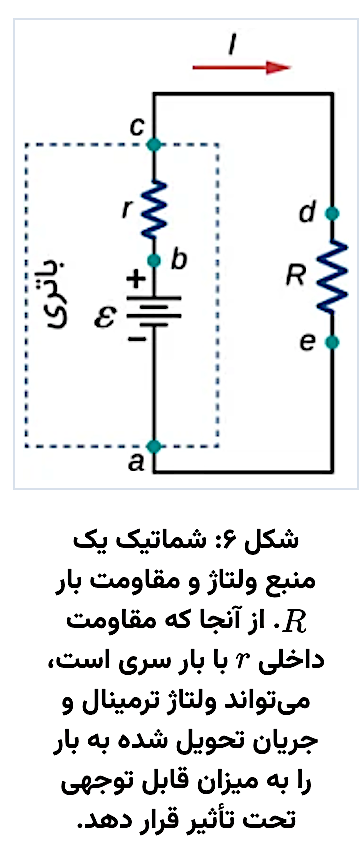 I
c
r
d
b
R
+
باتری
ε
−
e
a
شکل ۶: شماتیک یک
منبع ولتاژ و مقاومت بار
R. از آنجا که مقاومت
داخلی r با بار سری است،
می‌تواند ولتاژ ترمینال و
جریان تحویل شده به بار
را به میزان قابل توجهی
تحت تأثیر قرار دهد.